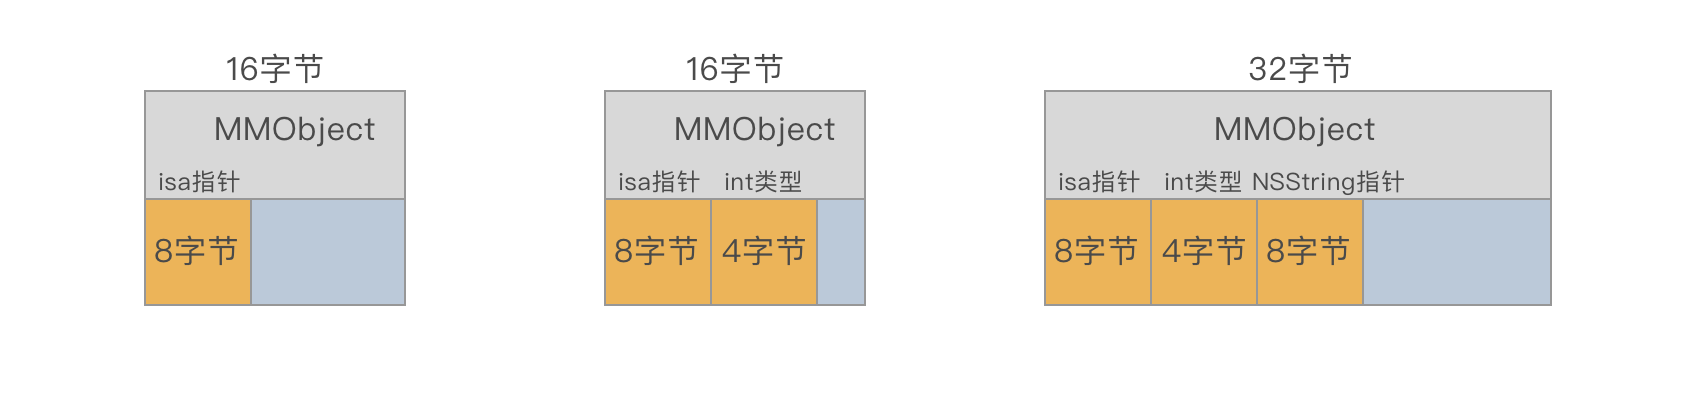 16字节
MMObject
isa指针
8字节
16字节
MMObject
isa指针 int类型
8字节 4字节
32字节
MMObject
isa指针 int类型 NSString指针
8字节 4字节 8字节